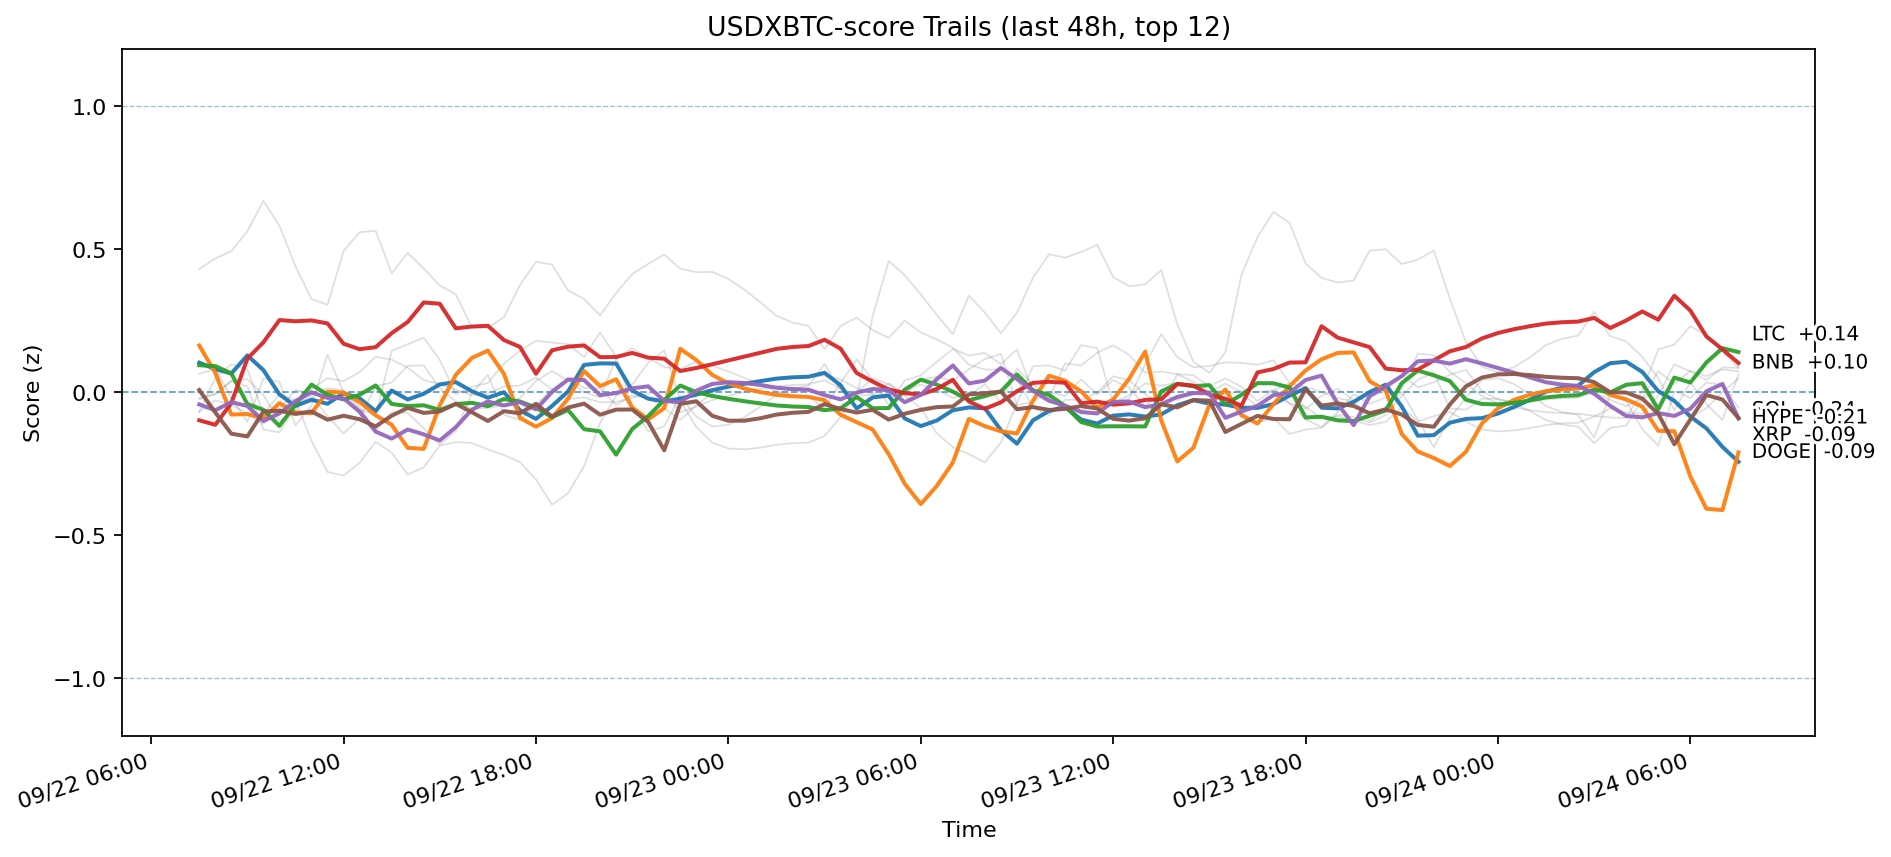 USDXBTC-score Trails (last 48h, top 12)
Score (z)
1.0
0.5
0.0
−0.5
−1.0
LTC +0.14
BNB +0.10
HYPE -0.21
XRP -0.09
DOGE -0.09
09/22 06:00
09/22 12:00
09/22 18:00
09/23 00:00
09/23 06:00
09/23 12:00
09/23 18:00
09/24 00:00
09/24 06:00
Time